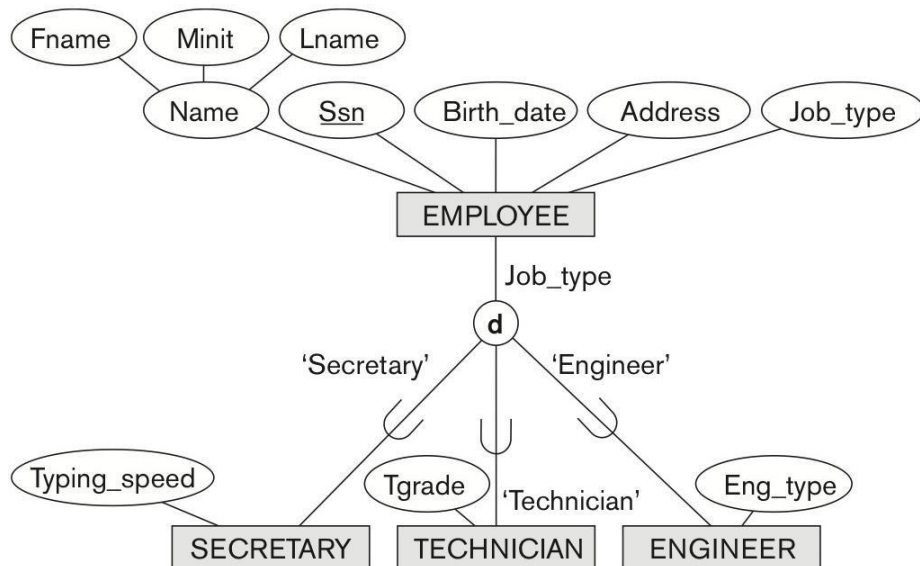 Fname Minit Lname
Name Ssn Birth_date Address Job_type
EMPLOYEE
Job_type
d
‘Secretary’ ‘Engineer’
Typing_speed Tgrade ‘Technician’ Eng_type
SECRETARY TECHNICIAN ENGINEER